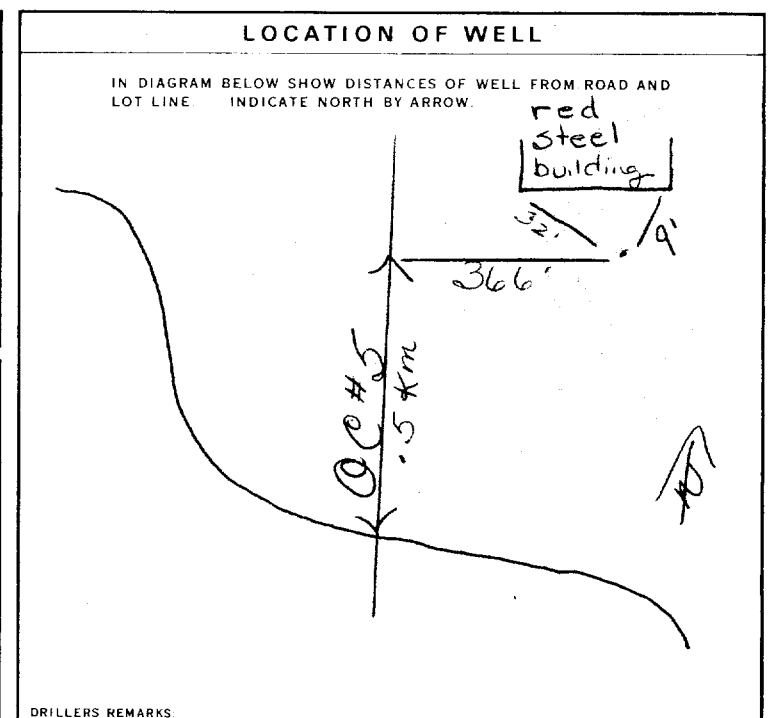 LOCATION OF WELL
IN DIAGRAM BELOW SHOW DISTANCES OF WELL FROM ROAD AND
LOT LINE. INDICATE NORTH BY ARROW.
red
steel
building
32'
9'
366'
OC#5
.5 Km
N
DRILLERS REMARKS